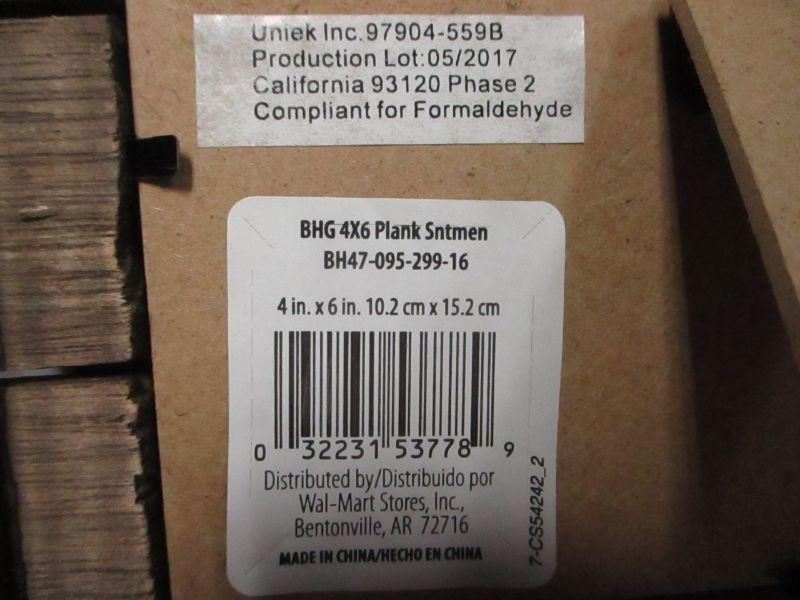 Uniek Inc. 97904-559B
Production Lot:05/2017
California 93120 Phase 2
Compliant for Formaldehyde
BHG 4X6 Plank Sntmen
BH47-095-299-16
4 in. x 6 in. 10.2 cm x 15.2 cm
0 32231 53778 9
Distributed by/Distribuido por
Wal-Mart Stores, Inc.,
Bentonville, AR 72716
MADE IN CHINA/HECHO EN CHINA
7-CS54242_2